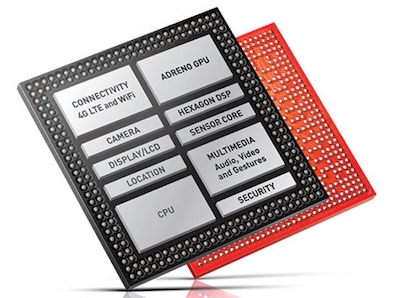 CONNECTIVITY
4G LTE and WiFi
ADRENO GPU
CAMERA
DISPLAY/LCD
LOCATION
CPU
HEXAGON DSP
SENSOR CORE
MULTIMEDIA
Audio, Video
and Gestures
SECURITY